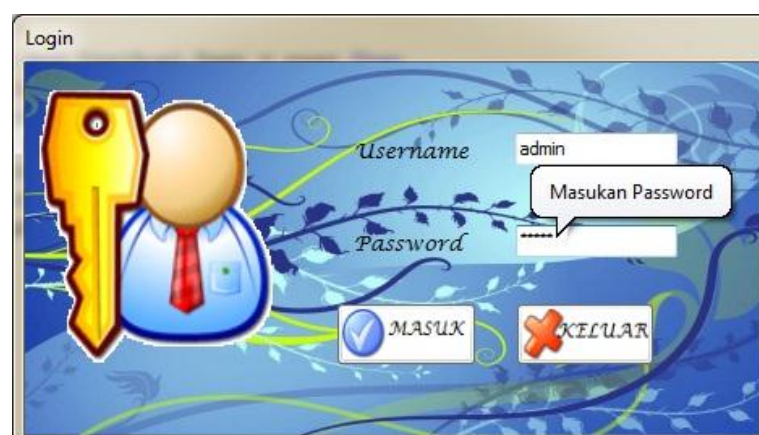 Login
Username
admin
Masukan Password
Password
*****
MASUK
KELUAR